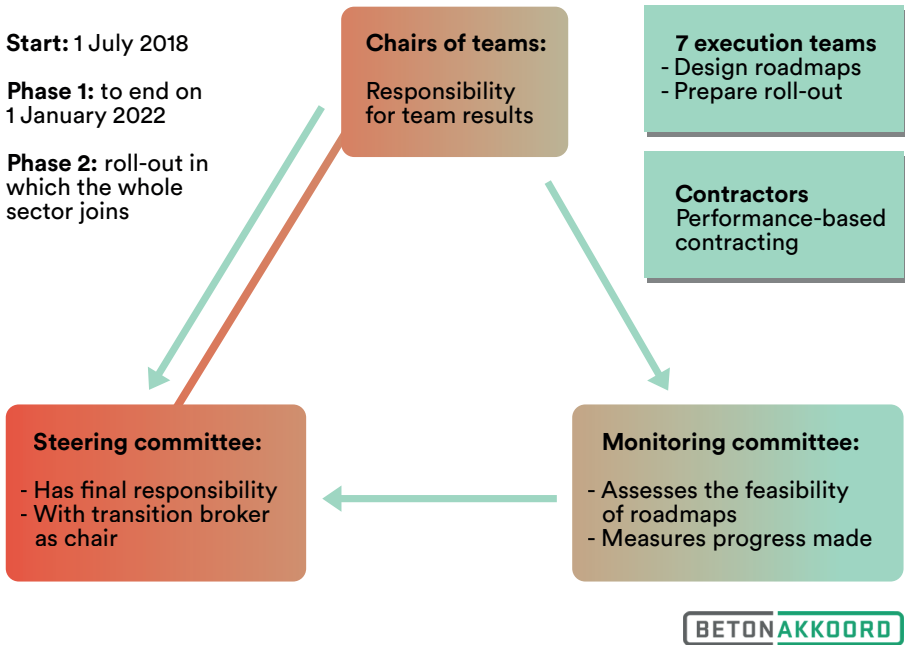 Start: 1 July 2018
Phase 1: to end on
1 January 2022
Phase 2: roll-out in
which the whole
sector joins
Chairs of teams:
Responsibility
for team results
7 execution teams
- Design roadmaps
- Prepare roll-out
Contractors
Performance-based
contracting
Steering committee:
- Has final responsibility
- With transition broker
as chair
Monitoring committee:
- Assesses the feasibility
of roadmaps
- Measures progress made
BETONAKKOORD